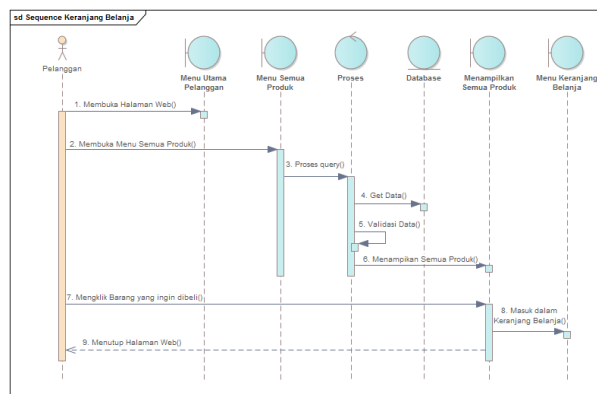 sd Sequence Keranjang Belanja
Pelanggan
Menu Utama
Pelanggan
Menu Semua
Produk
Proses
Database
Menampilkan
Semua Produk
Menu Keranjang
Belanja
1. Membuka Halaman Web()
2. Membuka Menu Semua Produk()
3. Proses query()
4. Get Data()
5. Validasi Data()
6. Menampikan Semua Produk()
7. Mengklik Barang yang ingin dibeli()
8. Masuk dalam
Keranjang Belanja()
9. Menutup Halaman Web()